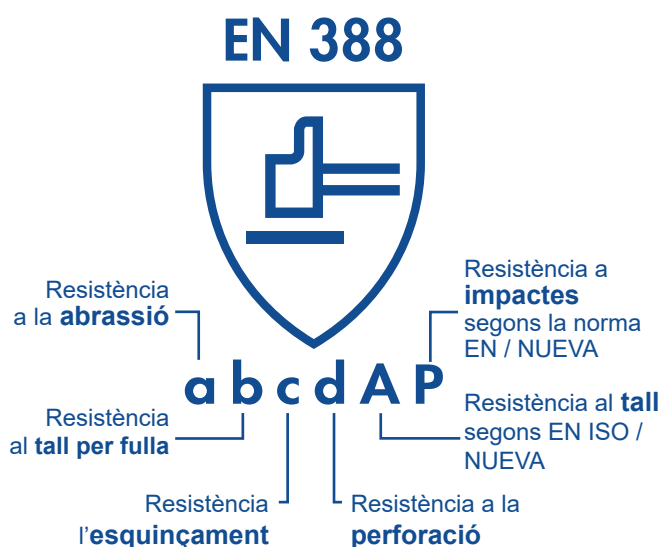 EN 388
Resistència
a la abrassió
Resistència a
impactes
segons la norma
EN / NUEVA
a b c d A P
Resistència
al tall per fulla
Resistència al tall
segons EN ISO /
NUEVA
Resistència
l'esquinçament
Resistència a la
perforació